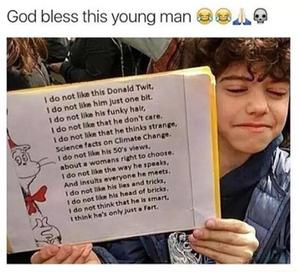 God bless this young man 😂😂🙏🏻💀
I do not like this Donald Twit,
I do not like him just one bit.
I do not like his funky hair,
I do not like that he don't care.
I do not like that he thinks strange,
Science facts on Climate Change.
I do not like his 50's views,
about a womans right to choose.
I do not like the way he speaks,
And insults everyone he meets.
I do not like his lies and tricks,
I do not like his head of bricks.
I do not think that he is smart,
I think he's only just a Fart.